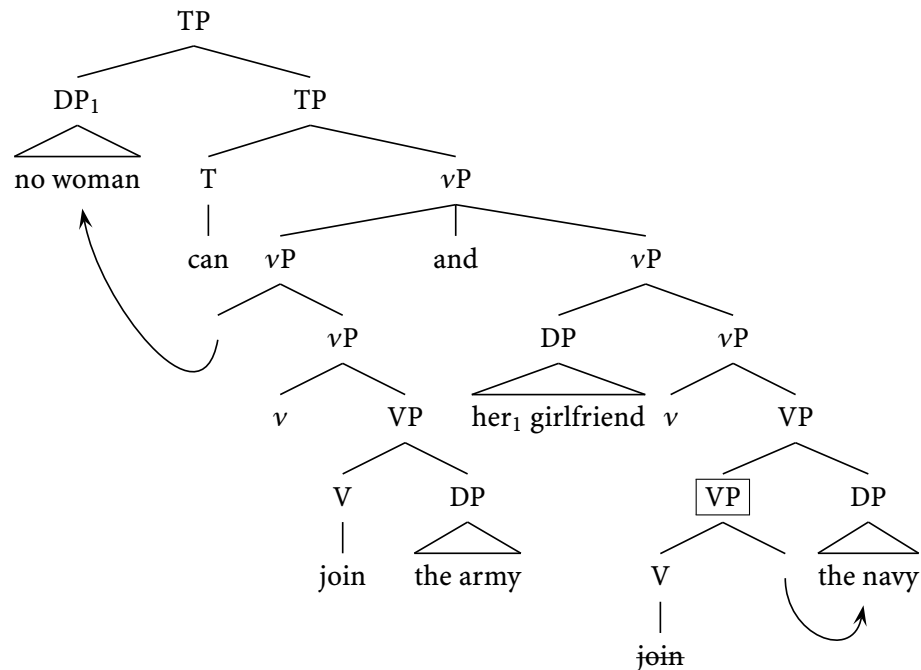 TP
DP₁ TP
no woman T vP
can vP and vP
vP DP vP
v VP her₁ girlfriend v VP
V DP VP DP
join the army V the navy
join